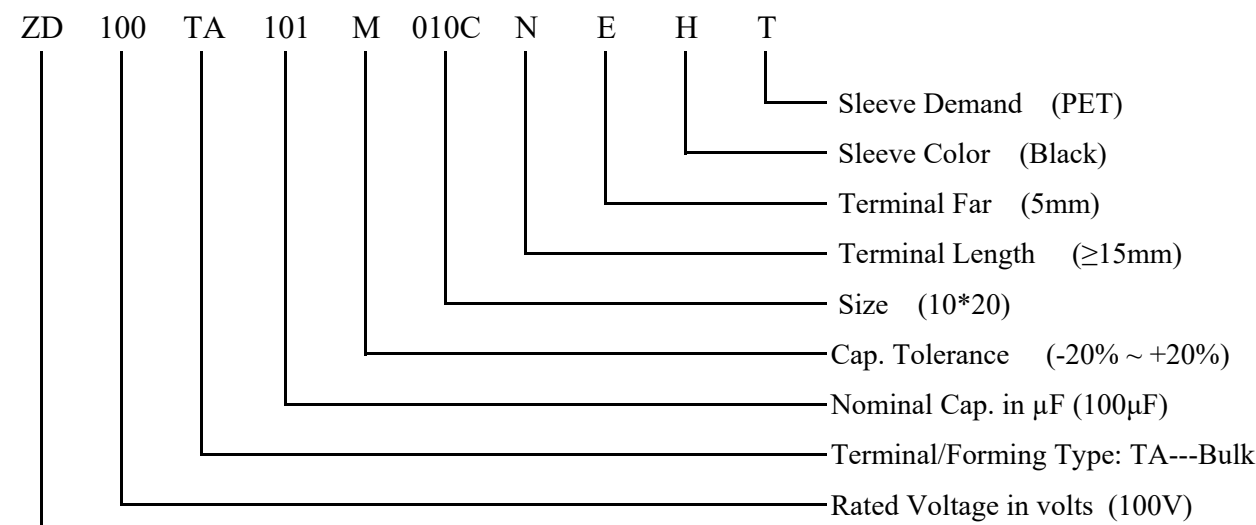 ZD 100 TA 101 M 010C N E H T
Sleeve Demand (PET)
Sleeve Color (Black)
Terminal Far (5mm)
Terminal Length (≥15mm)
Size (10*20)
Cap. Tolerance (-20% ~ +20%)
Nominal Cap. in μF (100μF)
Terminal/Forming Type: TA---Bulk
Rated Voltage in volts (100V)